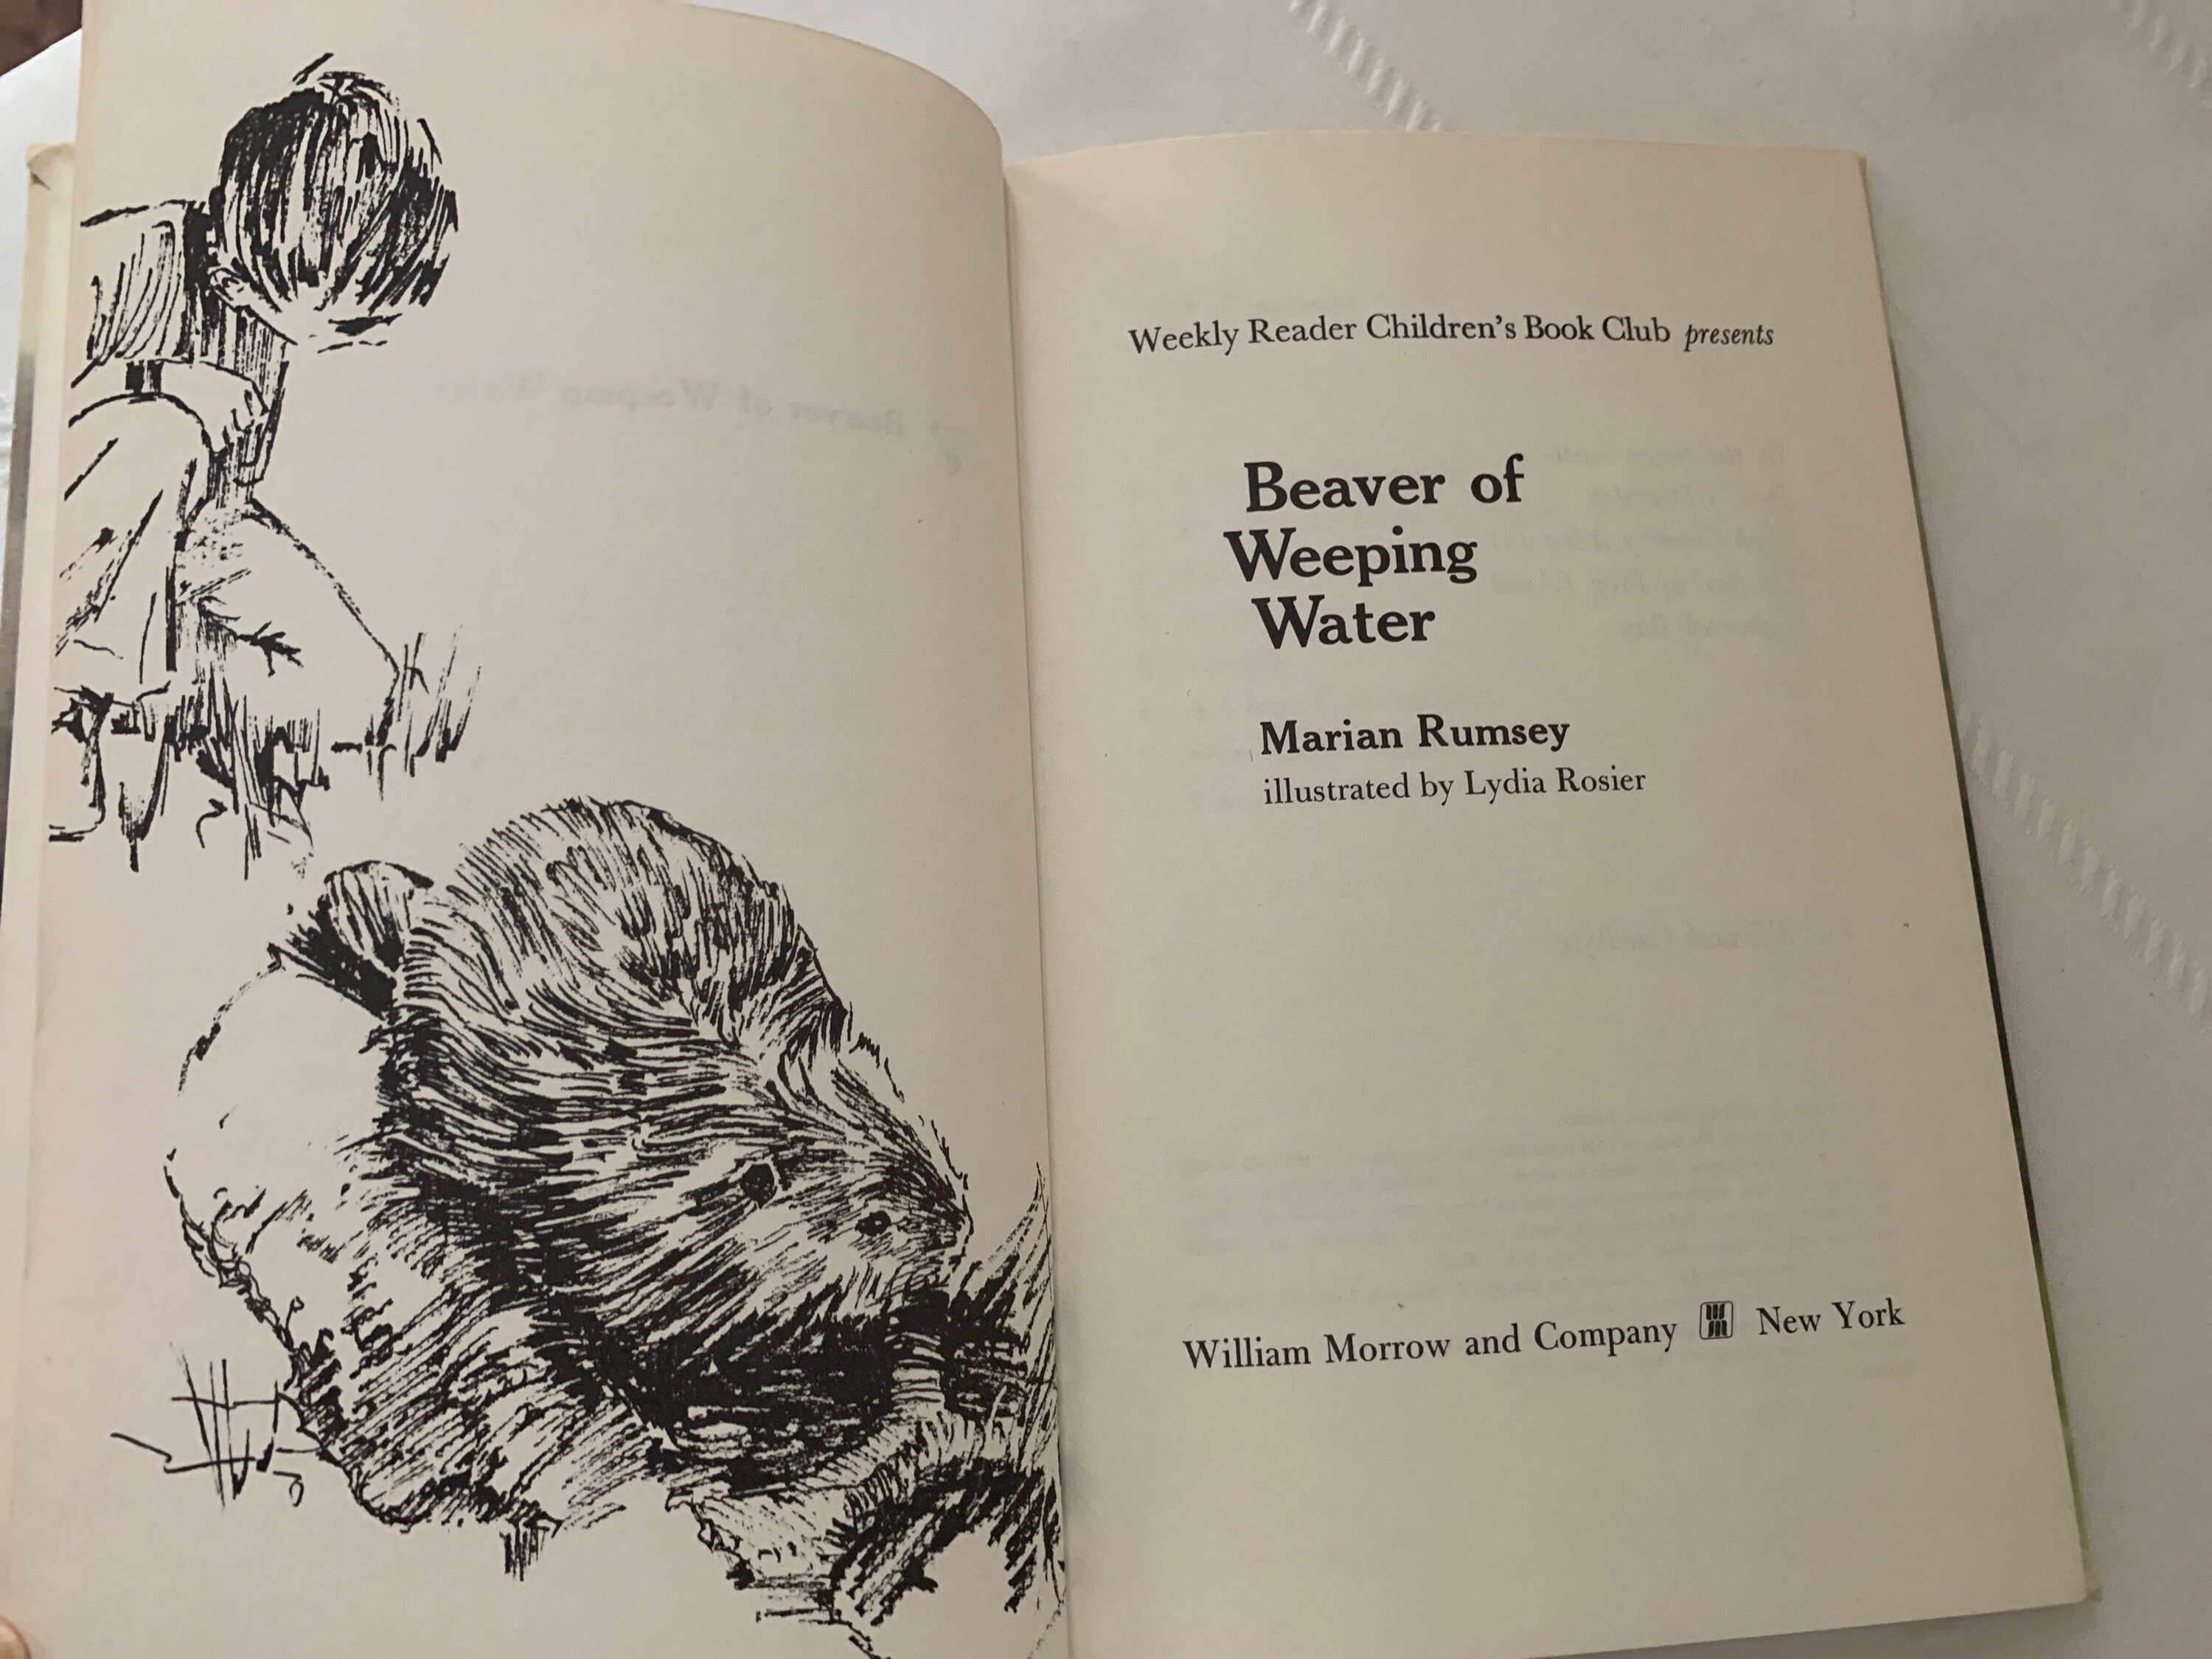 Weekly Reader Children's Book Club presents
Beaver of
Weeping
Water
Marian Rumsey
illustrated by Lydia Rosier
William Morrow and Company New York